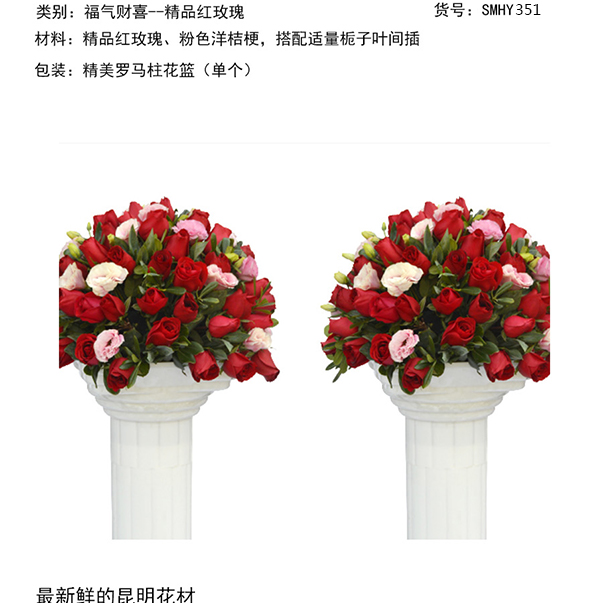 类别：福气财喜--精品红玫瑰 货号：SMHY351
材料：精品红玫瑰、粉色洋桔梗，搭配适量栀子叶间插
包装：精美罗马柱花篮（单个）
最新鲜的昆明花材